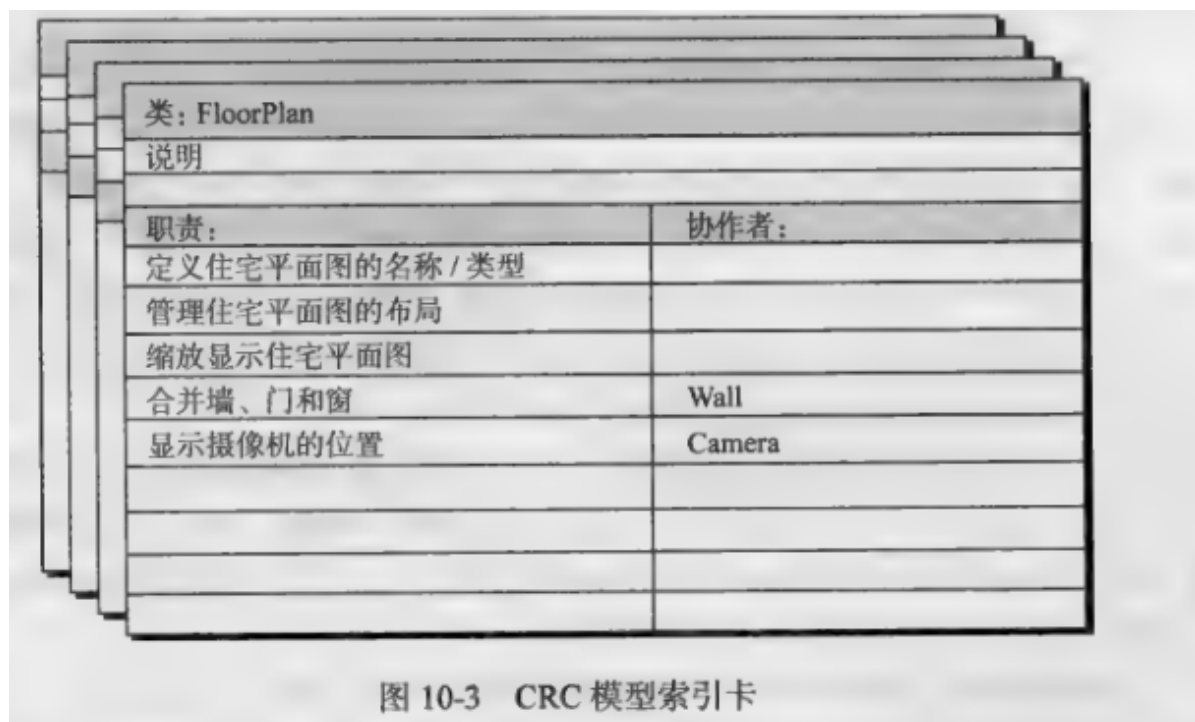 类：FloorPlan
说明
职责： 协作者：
定义住宅平面图的名称 / 类型
管理住宅平面图的布局
缩放显示住宅平面图
合并墙、门和窗 Wall
显示摄像机的位置 Camera
图 10-3 CRC 模型索引卡